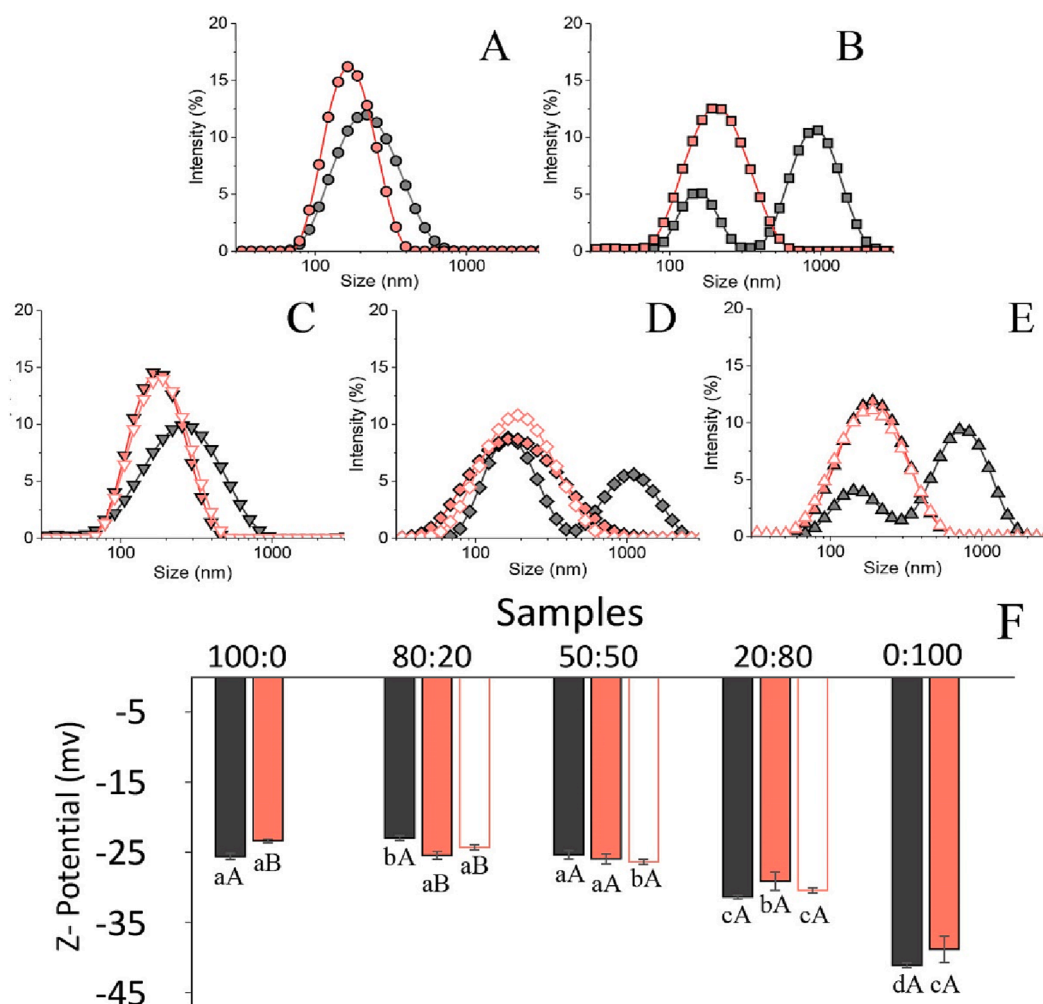 20
15
10
5
0
Intensity (%)
100
1000
Size (nm)
A
20
15
10
5
0
Intensity (%)
100
1000
Size (nm)
B
20
15
10
5
0
100
1000
Size (nm)
C
20
15
10
5
0
Intensity (%)
100
1000
Size (nm)
D
20
15
10
5
0
Intensity (%)
100
1000
Size (nm)
E
Samples
F
100:0 80:20 50:50 20:80 0:100
Z- Potential (mv)
-5
-15
-25
-35
-45
aA aB bA aB aB aA aA bA cA bA cA dA cA